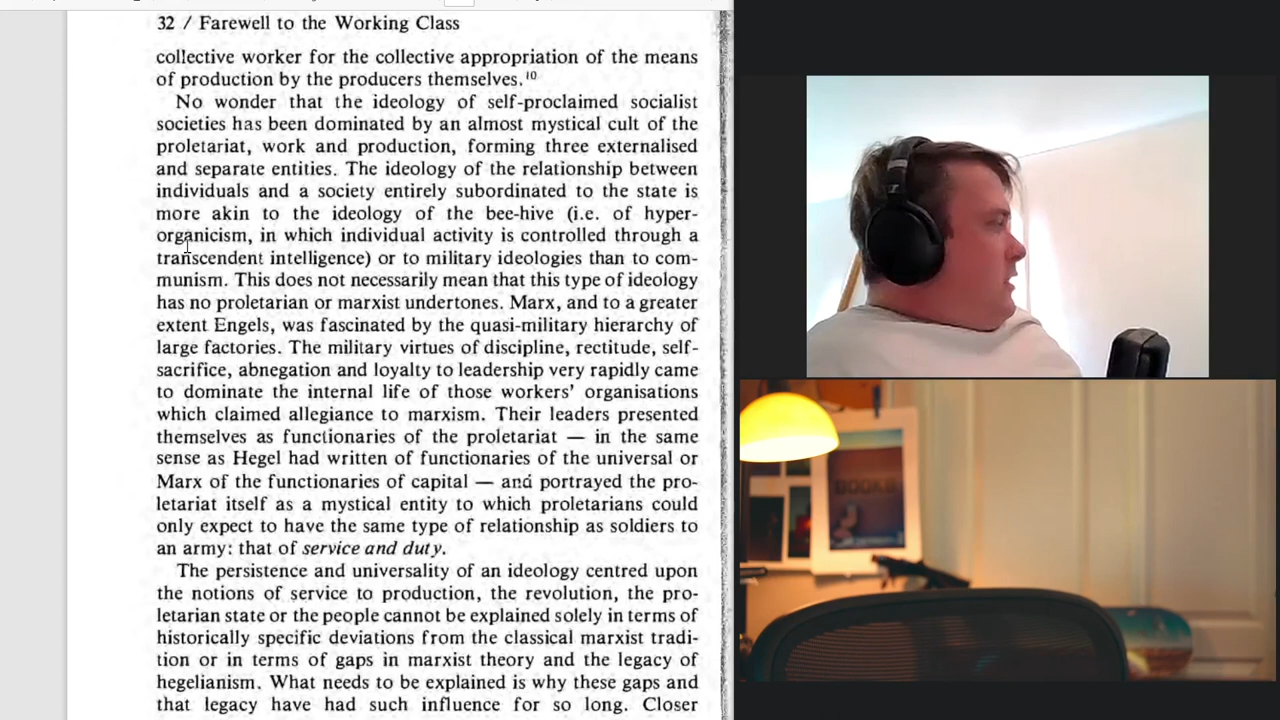 32 / Farewell to the Working Class
collective worker for the collective appropriation of the means
of production by the producers themselves.¹⁰
No wonder that the ideology of self-proclaimed socialist
societies has been dominated by an almost mystical cult of the
proletariat, work and production, forming three externalised
and separate entities. The ideology of the relationship between
individuals and a society entirely subordinated to the state is
more akin to the ideology of the bee-hive (i.e. of hyper-
organicism, in which individual activity is controlled through a
transcendent intelligence) or to military ideologies than to com-
munism. This does not necessarily mean that this type of ideology
has no proletarian or marxist undertones. Marx, and to a greater
extent Engels, was fascinated by the quasi-military hierarchy of
large factories. The military virtues of discipline, rectitude, self-
sacrifice, abnegation and loyalty to leadership very rapidly came
to dominate the internal life of those workers' organisations
which claimed allegiance to marxism. Their leaders presented
themselves as functionaries of the proletariat — in the same
sense as Hegel had written of functionaries of the universal or
Marx of the functionaries of capital — and portrayed the pro-
letariat itself as a mystical entity to which proletarians could
only expect to have the same type of relationship as soldiers to
an army: that of service and duty.
The persistence and universality of an ideology centred upon
the notions of service to production, the revolution, the pro-
letarian state or the people cannot be explained solely in terms of
historically specific deviations from the classical marxist tradi-
tion or in terms of gaps in marxist theory and the legacy of
hegelianism. What needs to be explained is why these gaps and
that legacy have had such influence for so long. Closer
BOOKS